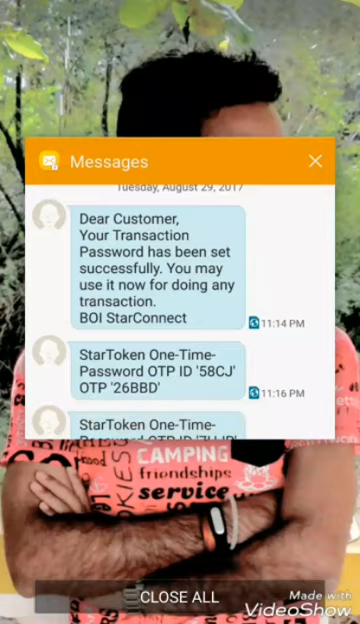 Messages
Tuesday, August 29, 2017
Dear Customer,
Your Transaction
Password has been set
successfully. You may
use it now for doing any
transaction.
BOI StarConnect
11:14 PM
StarToken One-Time-
Password OTP ID '58CJ'
OTP '26BBD'
11:16 PM
StarToken One-Time-
CAMPING
friendships
service
CLOSE ALL
Made with
VideoShow